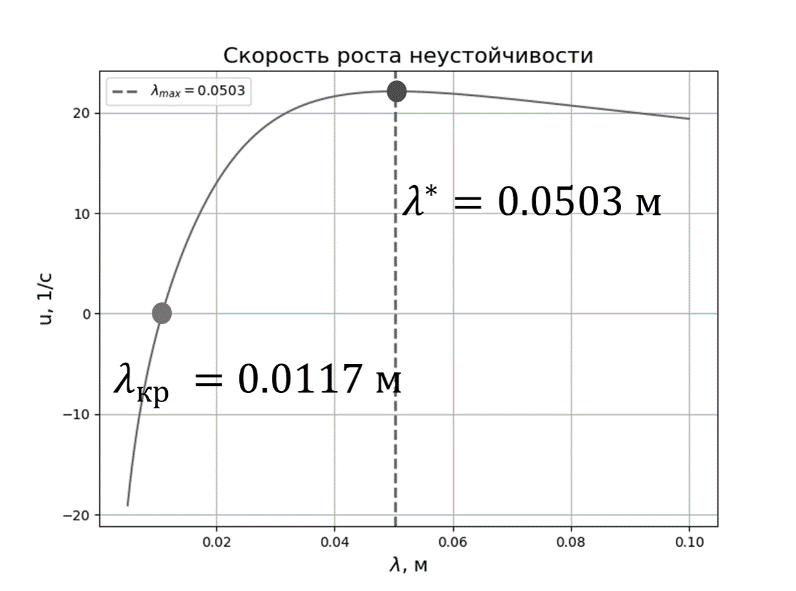 Скорость роста неустойчивости
λmax = 0.0503
20
λ* = 0.0503 м
10
u, 1/с
0
λкр = 0.0117 м
−10
−20
0.02 0.04 0.06 0.08 0.10
λ, м